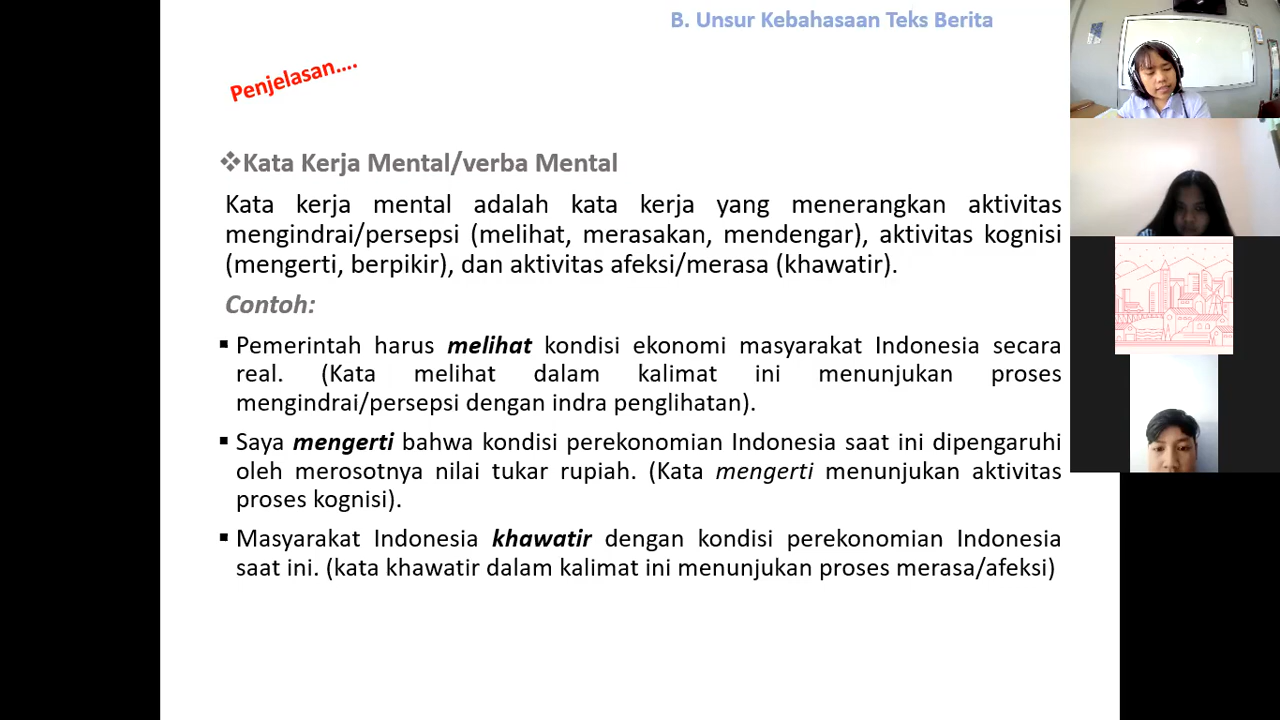 B. Unsur Kebahasaan Teks Berita
Penjelasan....
❖Kata Kerja Mental/verba Mental
Kata kerja mental adalah kata kerja yang menerangkan aktivitas
mengindrai/persepsi (melihat, merasakan, mendengar), aktivitas kognisi
(mengerti, berpikir), dan aktivitas afeksi/merasa (khawatir).
Contoh:
▪ Pemerintah harus melihat kondisi ekonomi masyarakat Indonesia secara
real. (Kata melihat dalam kalimat ini menunjukan proses
mengindrai/persepsi dengan indra penglihatan).
▪ Saya mengerti bahwa kondisi perekonomian Indonesia saat ini dipengaruhi
oleh merosotnya nilai tukar rupiah. (Kata mengerti menunjukan aktivitas
proses kognisi).
▪ Masyarakat Indonesia khawatir dengan kondisi perekonomian Indonesia
saat ini. (kata khawatir dalam kalimat ini menunjukan proses merasa/afeksi)